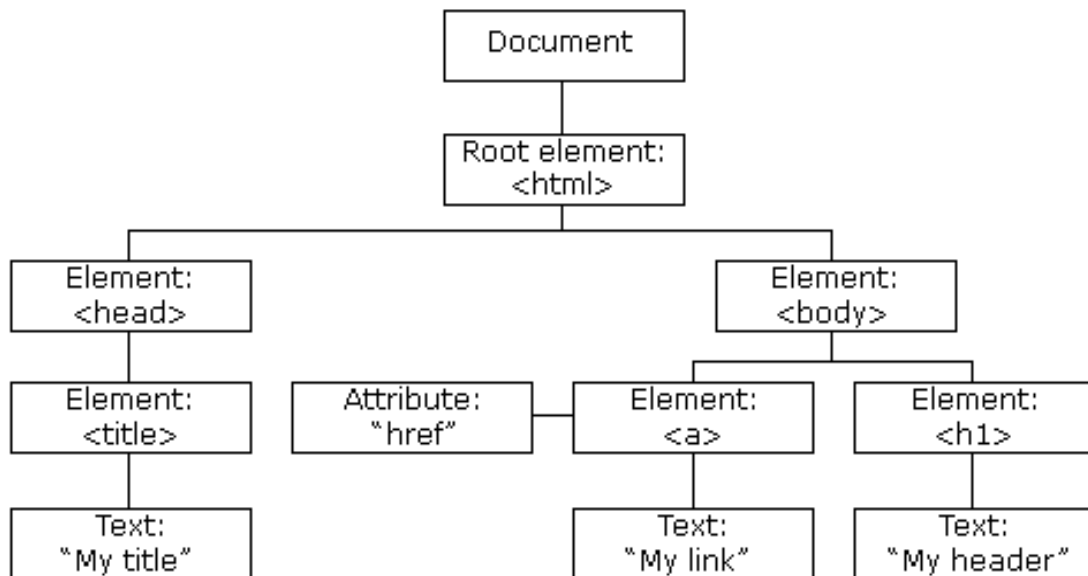 Document
Root element:
<html>
Element:
<head>
Element:
<body>
Element:
<title>
Attribute:
“href”
Element:
<a>
Element:
<h1>
Text:
“My title”
Text:
“My link”
Text:
“My header”